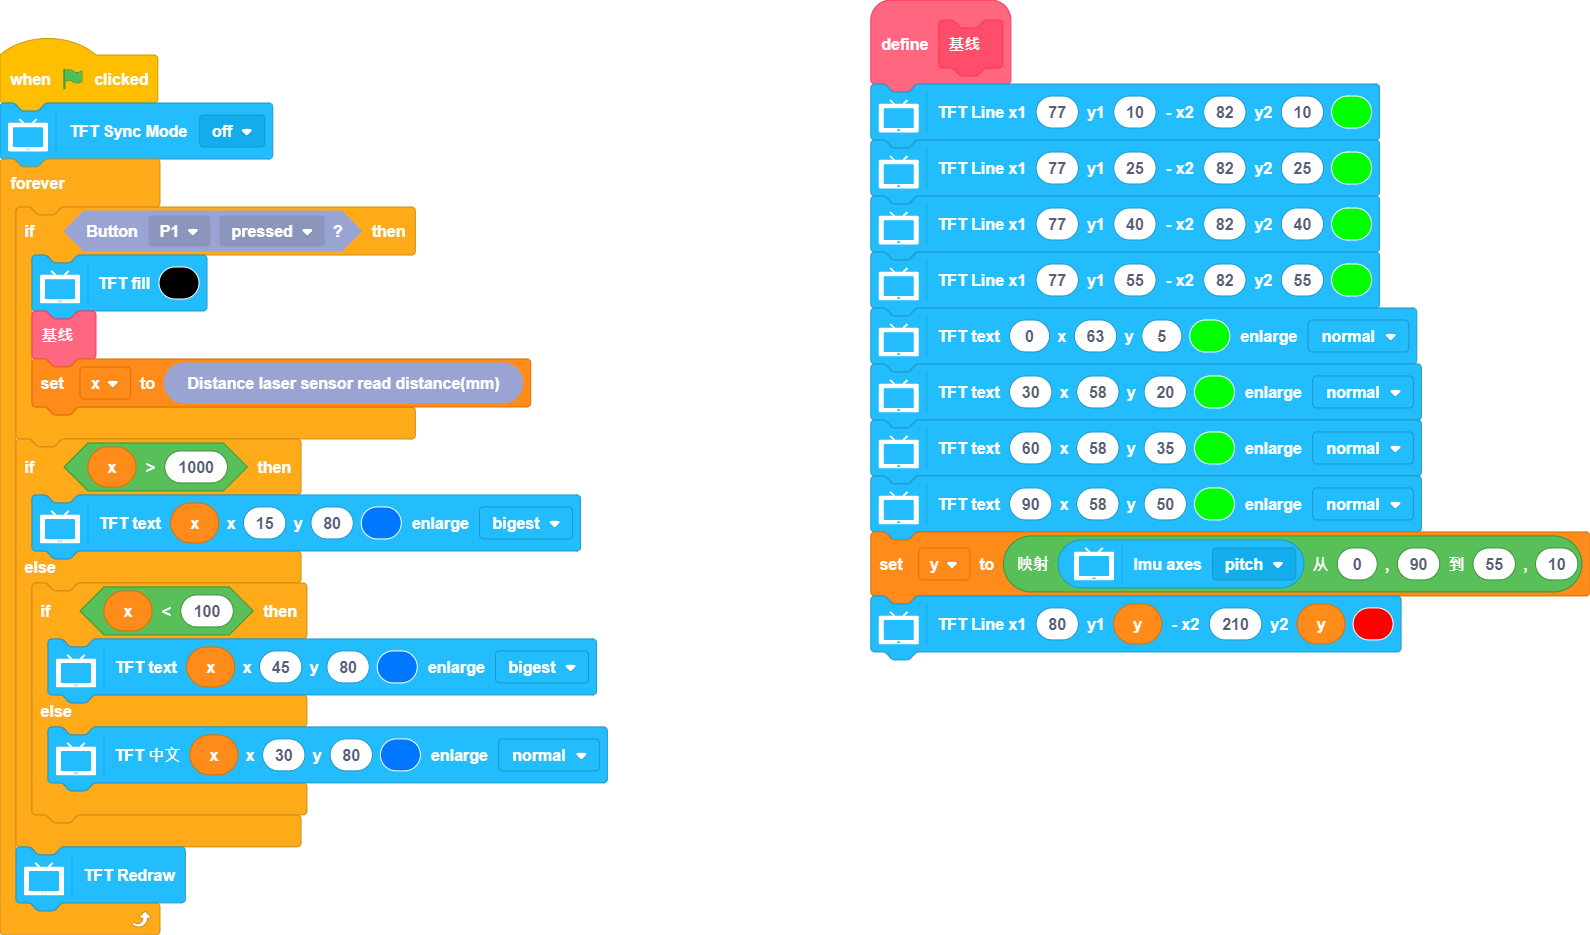 when clicked
TFT Sync Mode off
forever
if Button P1 pressed ? then
TFT fill
基线
set x to Distance laser sensor read distance(mm)
if x > 1000 then
TFT text x x 15 y 80 enlarge bigest
else
if x < 100 then
TFT text x x 45 y 80 enlarge bigest
else
TFT 中文 x x 30 y 80 enlarge normal
TFT Redraw
define 基线
TFT Line x1 77 y1 10 - x2 82 y2 10
TFT Line x1 77 y1 25 - x2 82 y2 25
TFT Line x1 77 y1 40 - x2 82 y2 40
TFT Line x1 77 y1 55 - x2 82 y2 55
TFT text 0 x 63 y 5 enlarge normal
TFT text 30 x 58 y 20 enlarge normal
TFT text 60 x 58 y 35 enlarge normal
TFT text 90 x 58 y 50 enlarge normal
set y to 映射 Imu axes pitch 从 0 , 90 到 55 , 10
TFT Line x1 80 y1 y - x2 210 y2 y